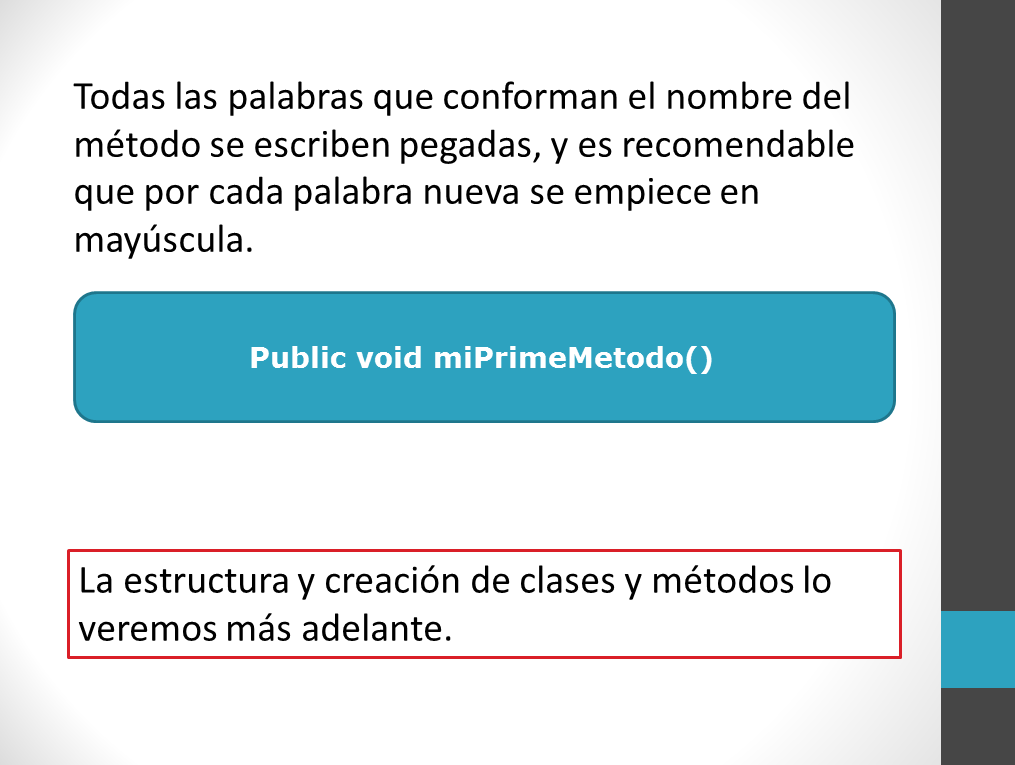 Todas las palabras que conforman el nombre del
método se escriben pegadas, y es recomendable
que por cada palabra nueva se empiece en
mayúscula.
Public void miPrimeMetodo()
La estructura y creación de clases y métodos lo
veremos más adelante.